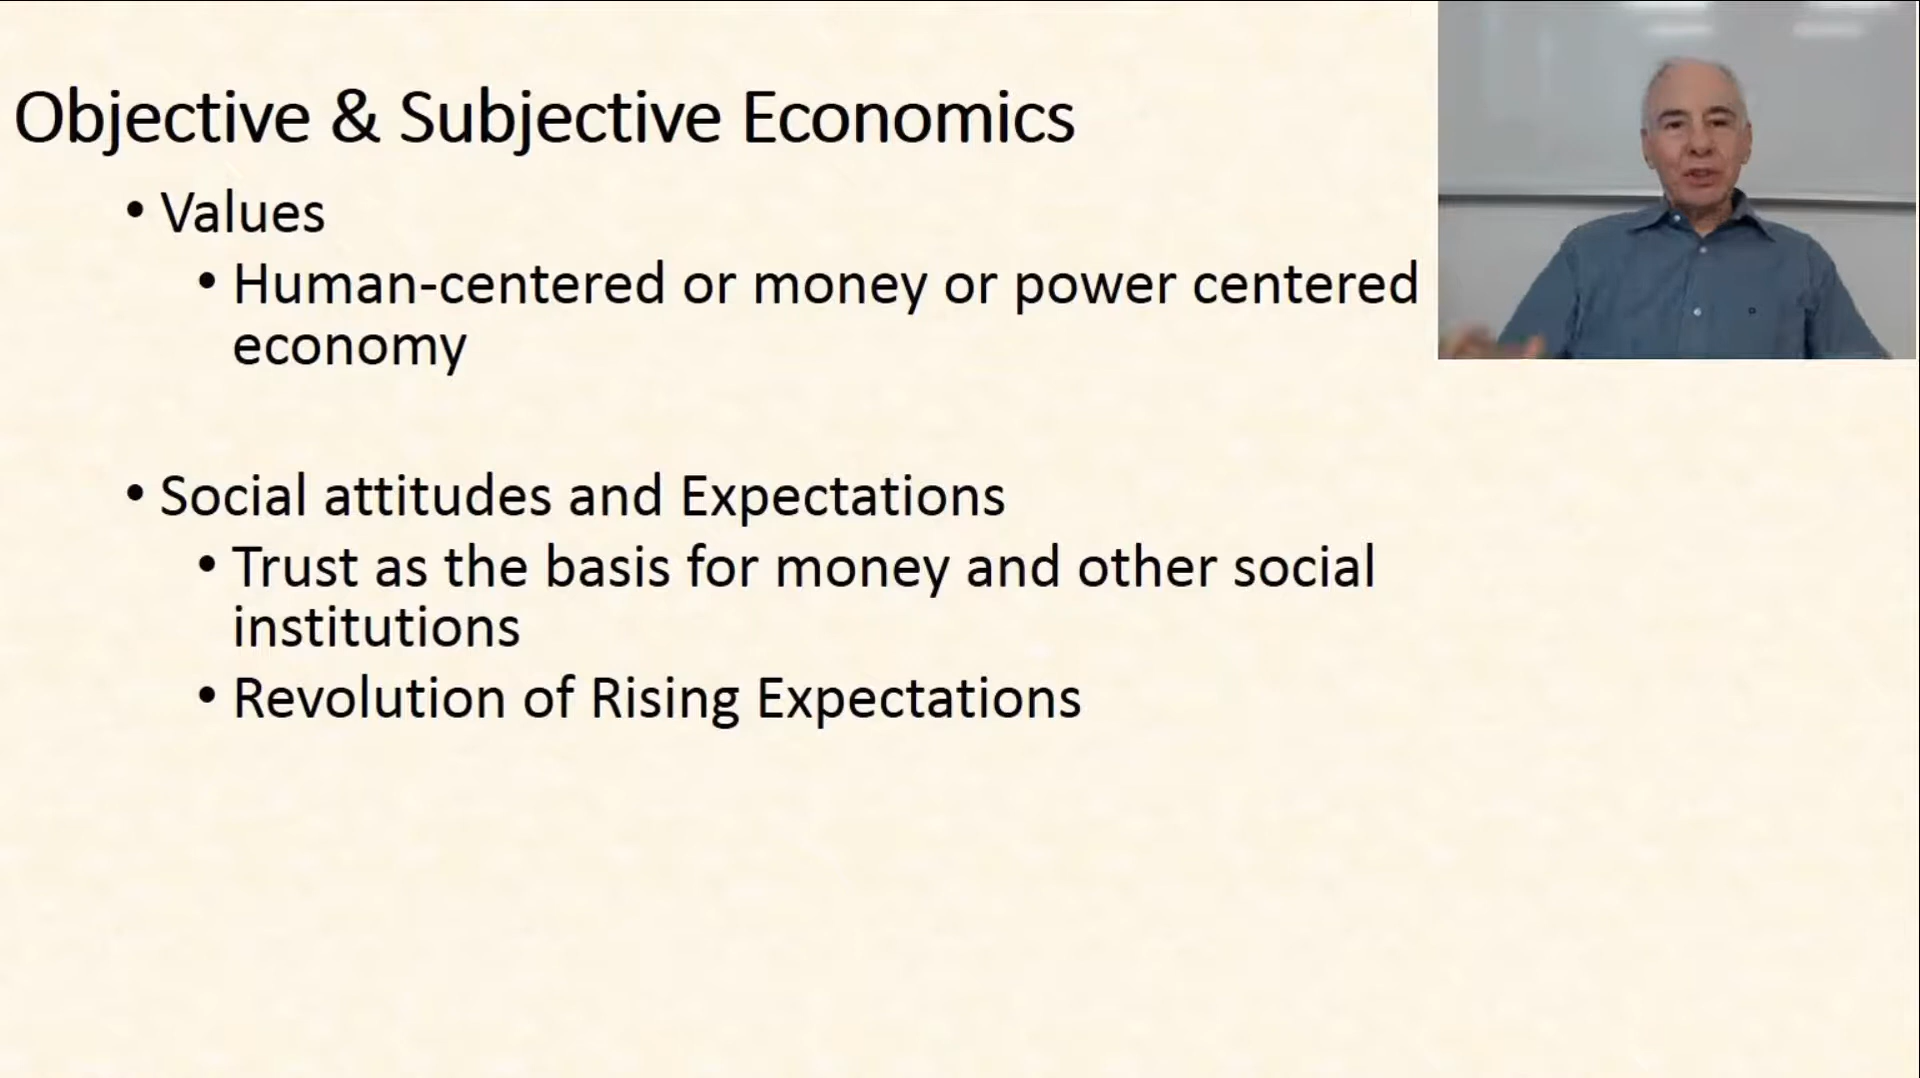 Objective & Subjective Economics
• Values
• Human-centered or money or power centered
economy
• Social attitudes and Expectations
• Trust as the basis for money and other social
institutions
• Revolution of Rising Expectations